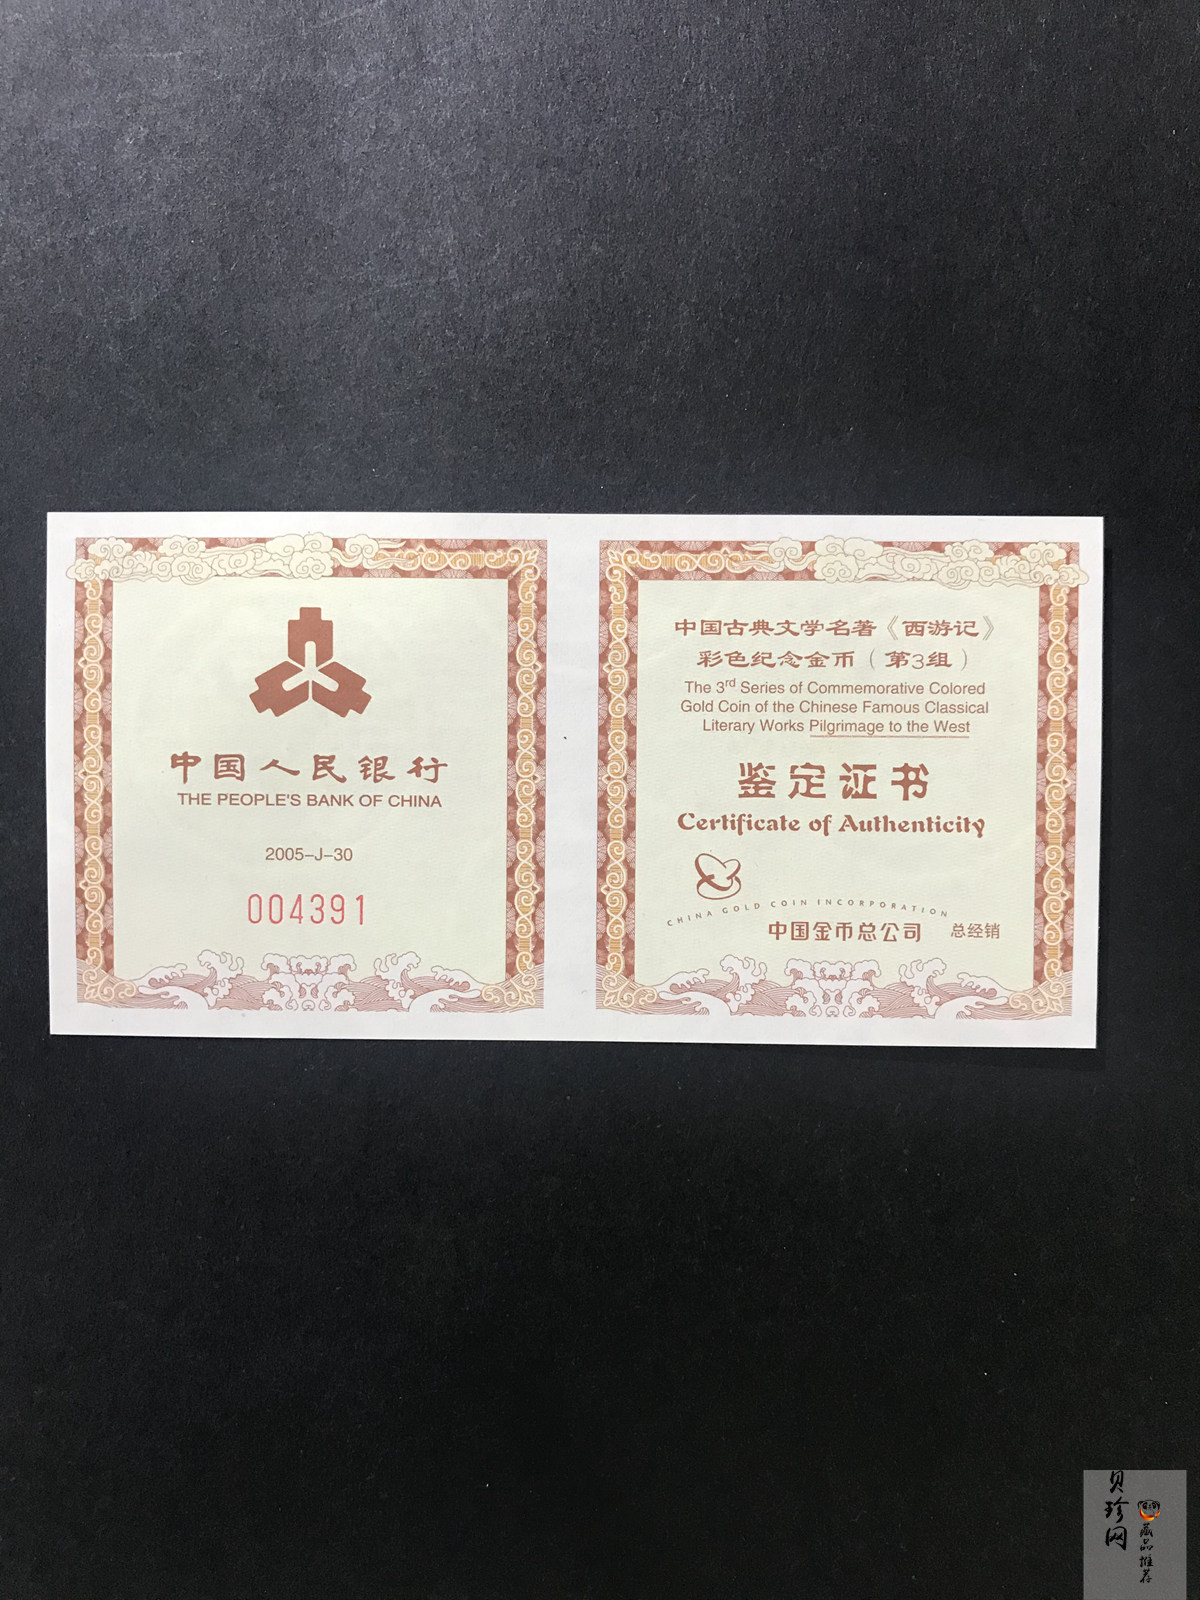 中国人民银行
THE PEOPLE'S BANK OF CHINA
2005-J-30
004391
中国古典文学名著《西游记》
彩色纪念金币（第3组）
The 3rd Series of Commemorative Colored
Gold Coin of the Chinese Famous Classical
Literary Works Pilgrimage to the West
鉴定证书
Certificate of Authenticity
CHINA GOLD COIN INCORPORATION
中国金币总公司 总经销
贝珍网
藏品推荐